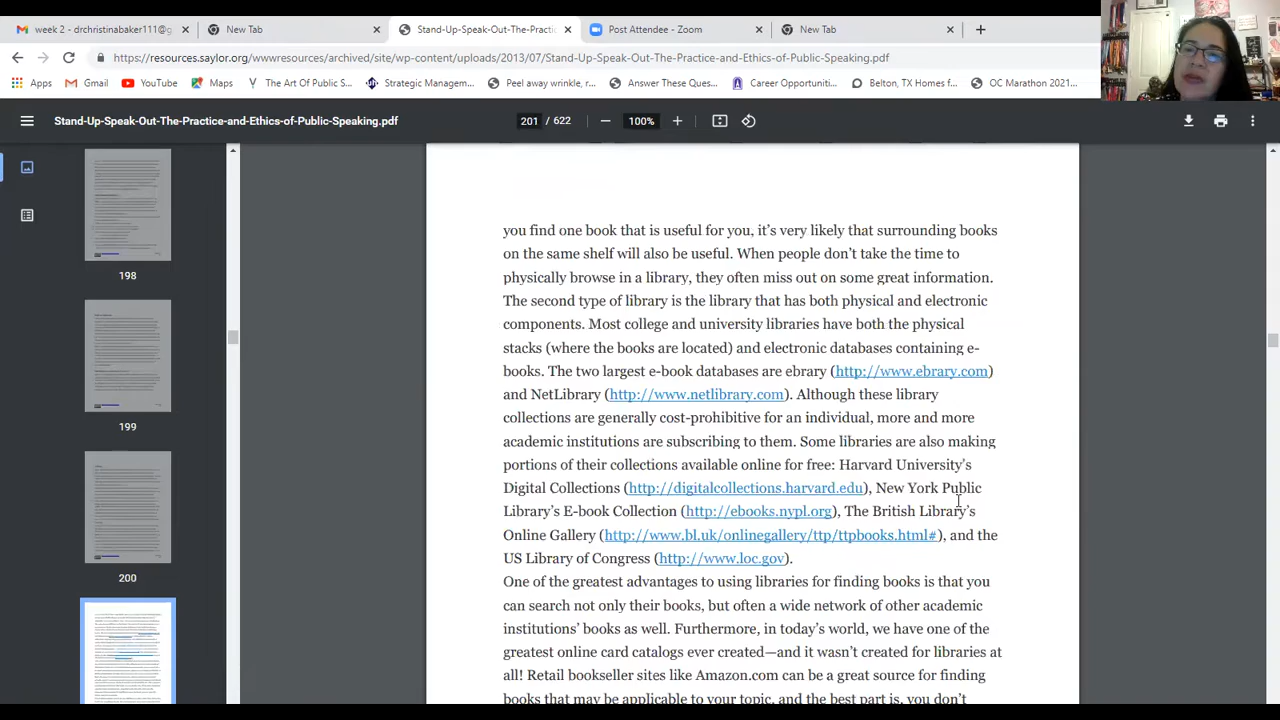 week 2 - drchristinabaker111@g
New Tab
Stand-Up-Speak-Out-The-Practic
Post Attendee - Zoom
New Tab
https://resources.saylor.org/wwwresources/archived/site/wp-content/uploads/2013/07/Stand-Up-Speak-Out-The-Practice-and-Ethics-of-Public-Speaking.pdf
Apps
Gmail
YouTube
Maps
The Art Of Public S...
Strategic Managem...
Peel away wrinkle, r...
Answer These Ques...
Career Opportuniti...
Belton, TX Homes f...
OC Marathon 2021...
Stand-Up-Speak-Out-The-Practice-and-Ethics-of-Public-Speaking.pdf
201 / 622
100%
198
199
200
you find one book that is useful for you, it's very likely that surrounding books
on the same shelf will also be useful. When people don't take the time to
physically browse in a library, they often miss out on some great information.
The second type of library is the library that has both physical and electronic
components. Most college and university libraries have both the physical
stacks (where the books are located) and electronic databases containing e-
books. The two largest e-book databases are ebrary (http://www.ebrary.com)
and NetLibrary (http://www.netlibrary.com). Although these library
collections are generally cost-prohibitive for an individual, more and more
academic institutions are subscribing to them. Some libraries are also making
portions of their collections available online for free: Harvard University's
Digital Collections (http://digitalcollections.harvard.edu), New York Public
Library's E-book Collection (http://ebooks.nypl.org), The British Library's
Online Gallery (http://www.bl.uk/onlinegallery/ttp/ttpbooks.html#), and the
US Library of Congress (http://www.loc.gov).
One of the greatest advantages to using libraries for finding books is that you
can search not only their books, but often a wide network of other academic
institutions' books as well. Furthermore, in today's world, we have one of the
greatest online card catalogs ever created—and it wasn't created for libraries at
all! Retail bookseller sites like Amazon.com can be a great source for finding
books that may be applicable to your topic, and the best part is, you don't